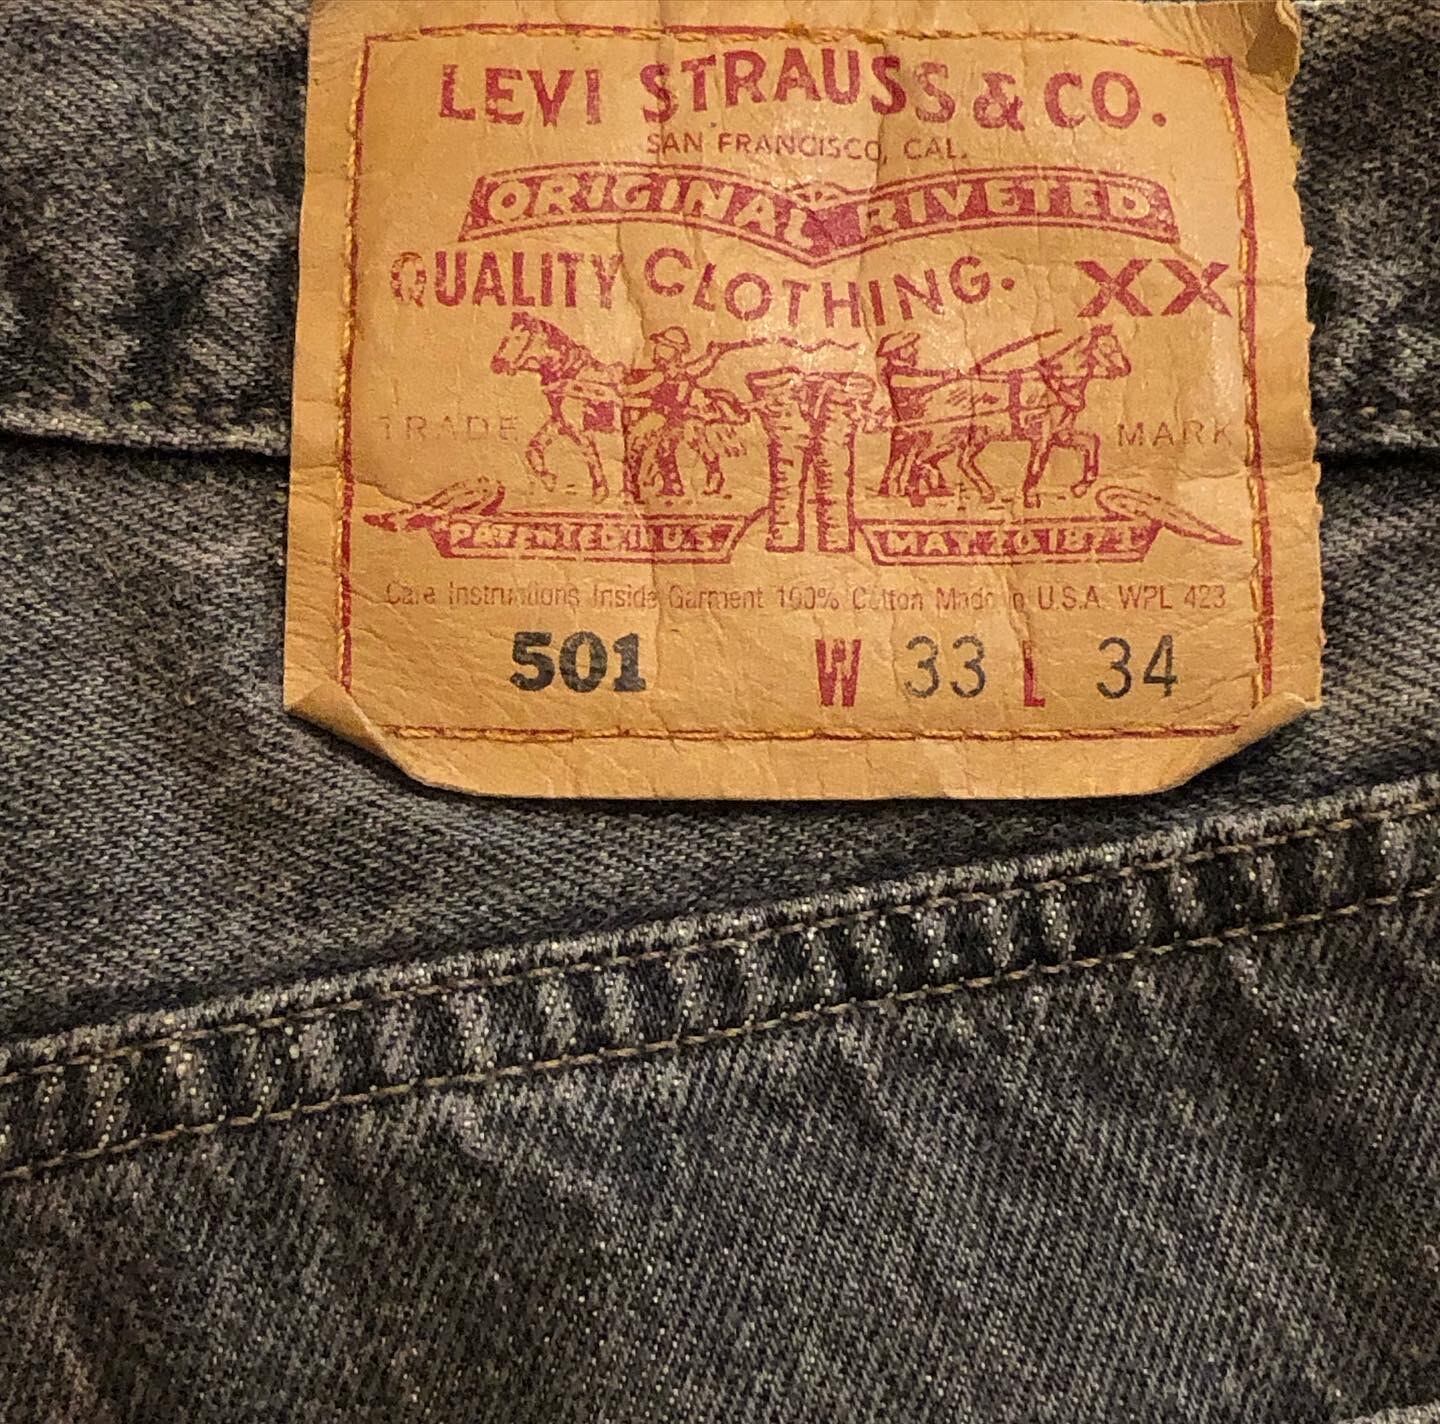 LEVI STRAUSS & CO.
SAN FRANCISCO, CAL.
ORIGINAL RIVETED
QUALITY CLOTHING. XX
TRADE MARK
PATENTED IN U.S. MAY 20 1873
Care Instructions Inside Garment 100% Cotton Made in U.S.A. WPL 423
501 W 33 L 34